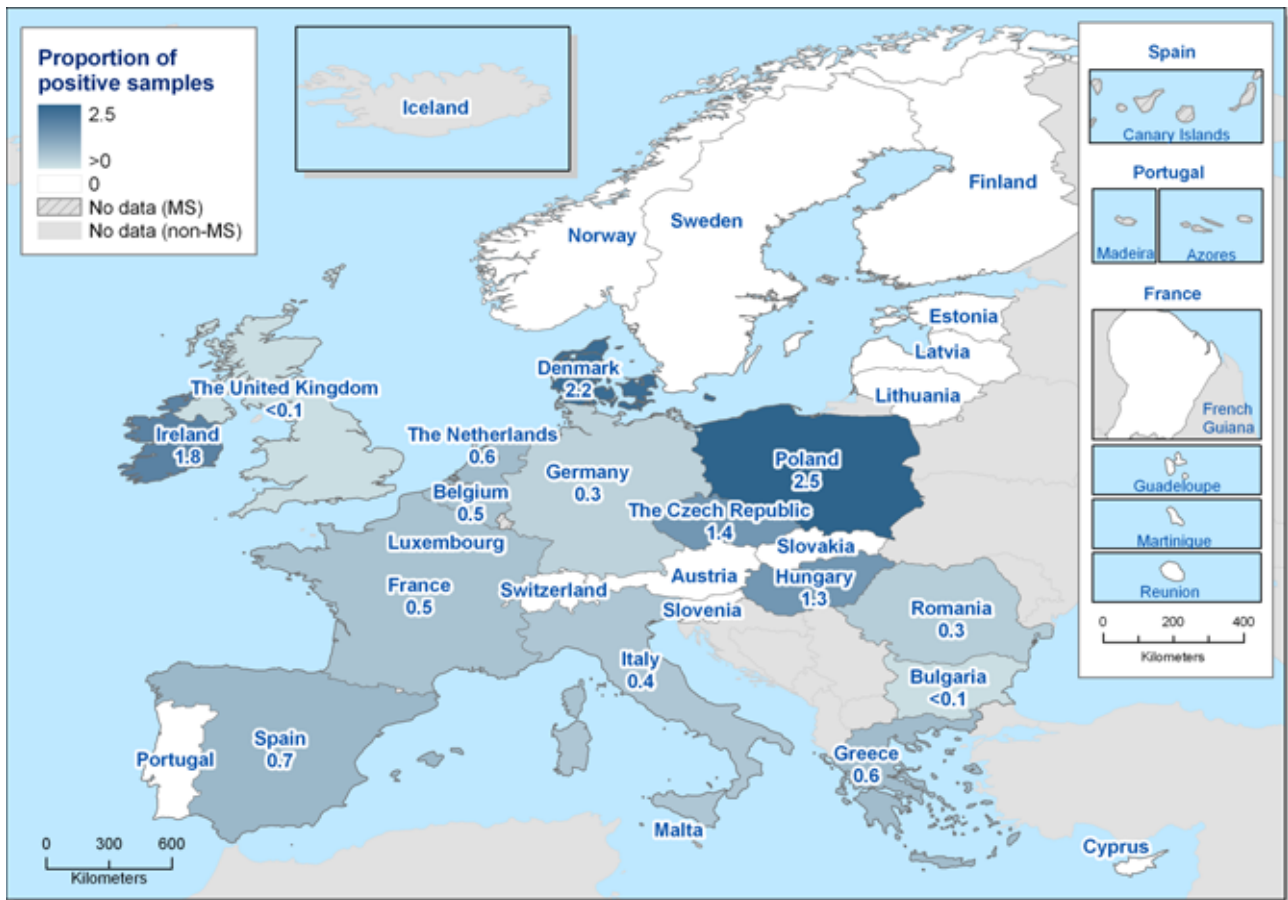 Proportion of
positive samples
2.5
>0
0
No data (MS)
No data (non-MS)
Iceland
Spain
Canary Islands
Portugal
Madeira
Azores
France
French
Guiana
Guadeloupe
Martinique
Reunion
0 200 400
Kilometers
Finland
Sweden
Norway
Estonia
Latvia
Lithuania
Denmark
2.2
The United Kingdom
<0.1
Ireland
1.8
The Netherlands
0.6
Germany
0.3
Poland
2.5
Belgium
0.5
The Czech Republic
1.4
Luxembourg
Slovakia
France
0.5
Switzerland
Austria
Hungary
1.3
Slovenia
Romania
0.3
Italy
0.4
Bulgaria
<0.1
Spain
0.7
Portugal
Greece
0.6
Malta
Cyprus
0 300 600
Kilometers